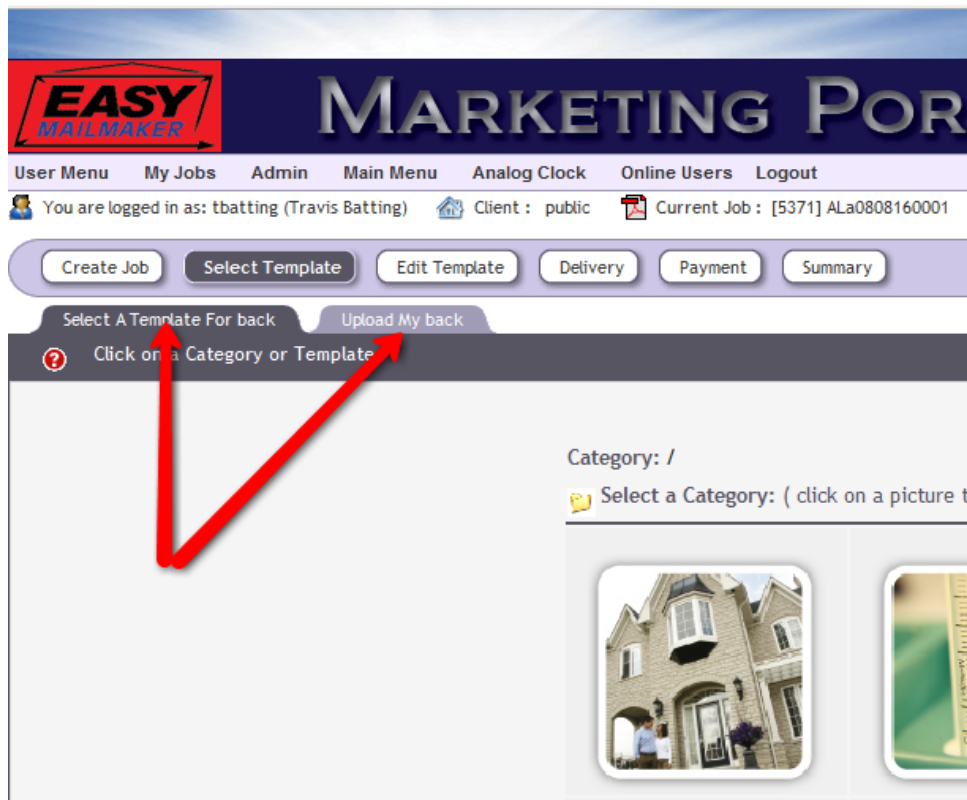 EASY
MAILMAKER
MARKETING POR
User Menu My Jobs Admin Main Menu Analog Clock Online Users Logout
You are logged in as: tbatting (Travis Batting) Client : public Current Job : [5371] ALa0808160001
Create Job Select Template Edit Template Delivery Payment Summary
Select A Template For back Upload My back
Click on a Category or Template
Category: /
Select a Category: ( click on a picture t